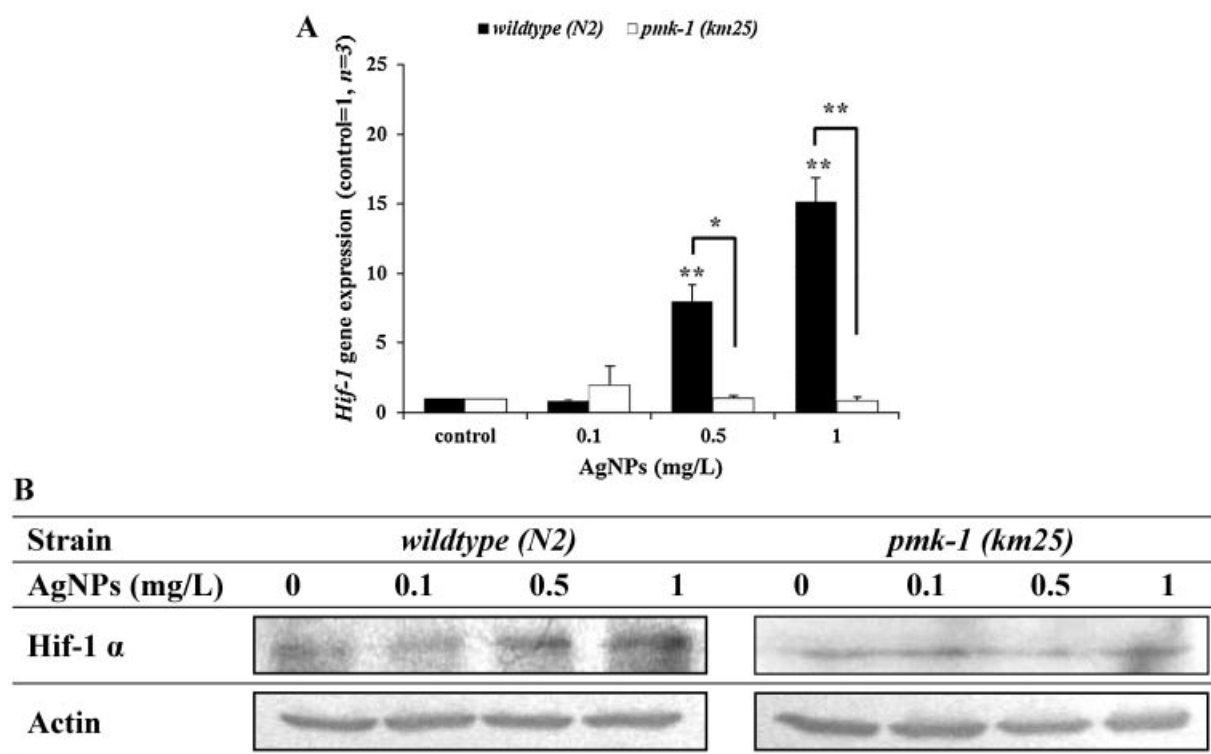 A
wildtype (N2) pmk-1 (km25)
Hif-1 gene expression (control=1, n=3)
25
20
15
10
5
0
**
*
**
**
control 0.1 0.5 1
AgNPs (mg/L)
B
Strain wildtype (N2) pmk-1 (km25)
AgNPs (mg/L) 0 0.1 0.5 1 0 0.1 0.5 1
Hif-1 α
Actin